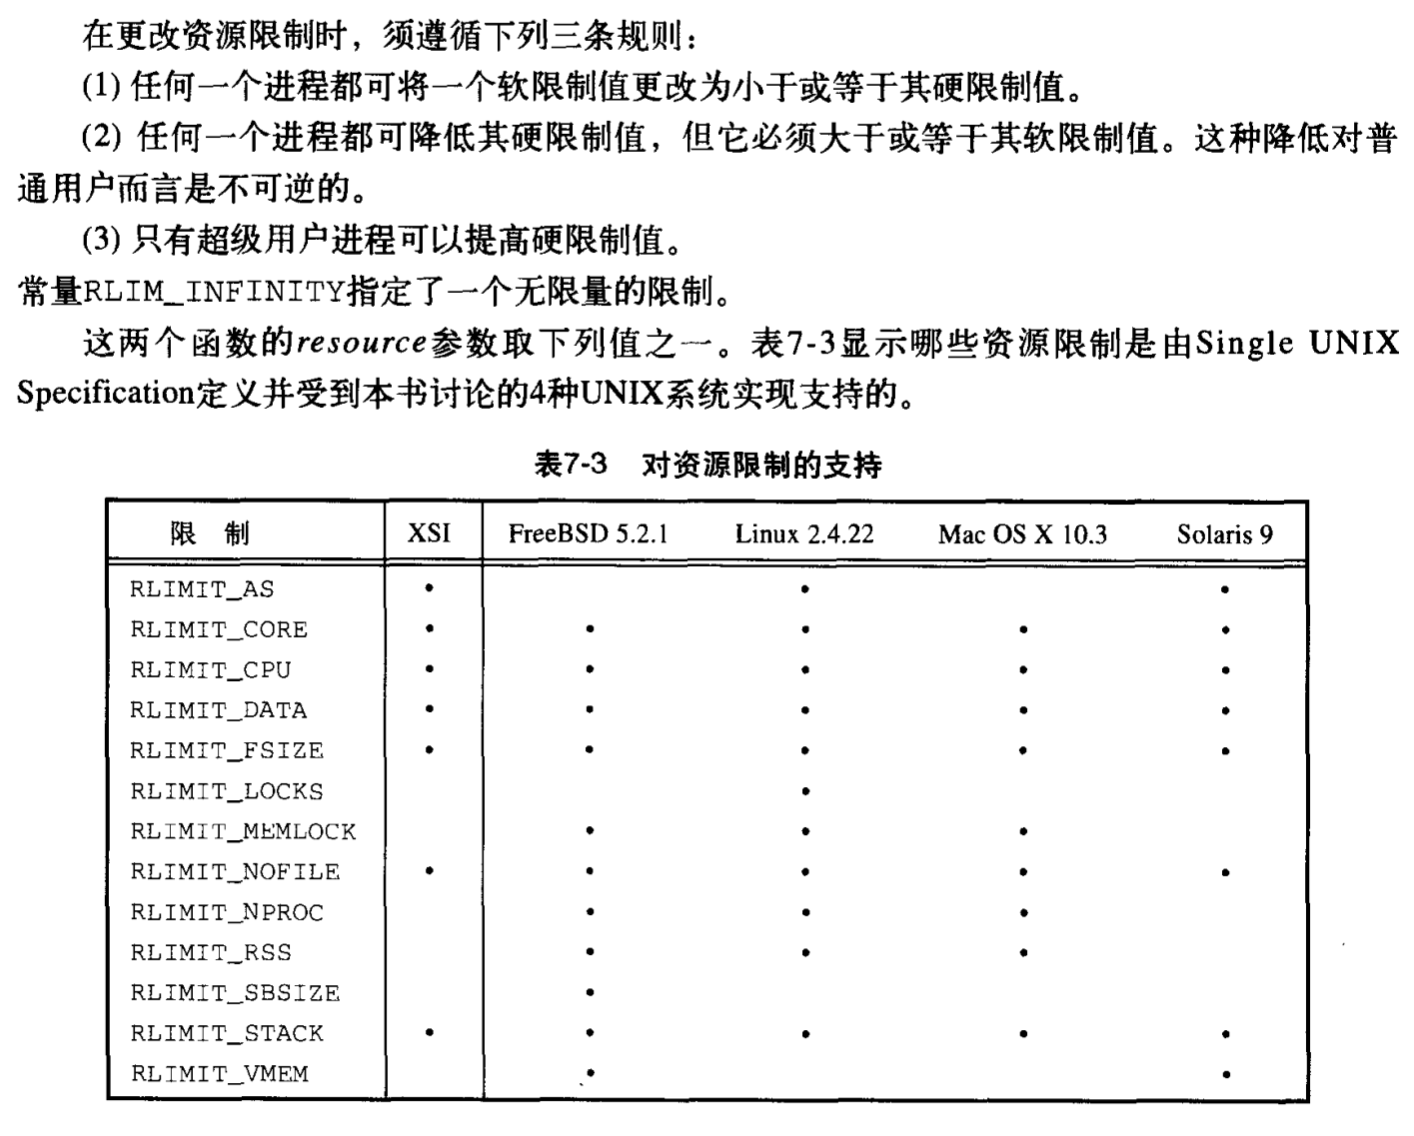 在更改资源限制时，须遵循下列三条规则：
(1) 任何一个进程都可将一个软限制值更改为小于或等于其硬限制值。
(2) 任何一个进程都可降低其硬限制值，但它必须大于或等于其软限制值。这种降低对普
通用户而言是不可逆的。
(3) 只有超级用户进程可以提高硬限制值。
常量RLIM_INFINITY指定了一个无限量的限制。
这两个函数的resource参数取下列值之一。表7-3显示哪些资源限制是由Single UNIX
Specification定义并受到本书讨论的4种UNIX系统实现支持的。
表7-3 对资源限制的支持
限 制 XSI FreeBSD 5.2.1 Linux 2.4.22 Mac OS X 10.3 Solaris 9
RLIMIT_AS • • •
RLIMIT_CORE • • • • •
RLIMIT_CPU • • • • •
RLIMIT_DATA • • • • •
RLIMIT_FSIZE • • • • •
RLIMIT_LOCKS •
RLIMIT_MEMLOCK • • •
RLIMIT_NOFILE • • • • •
RLIMIT_NPROC • • •
RLIMIT_RSS • • •
RLIMIT_SBSIZE •
RLIMIT_STACK • • • • •
RLIMIT_VMEM • •